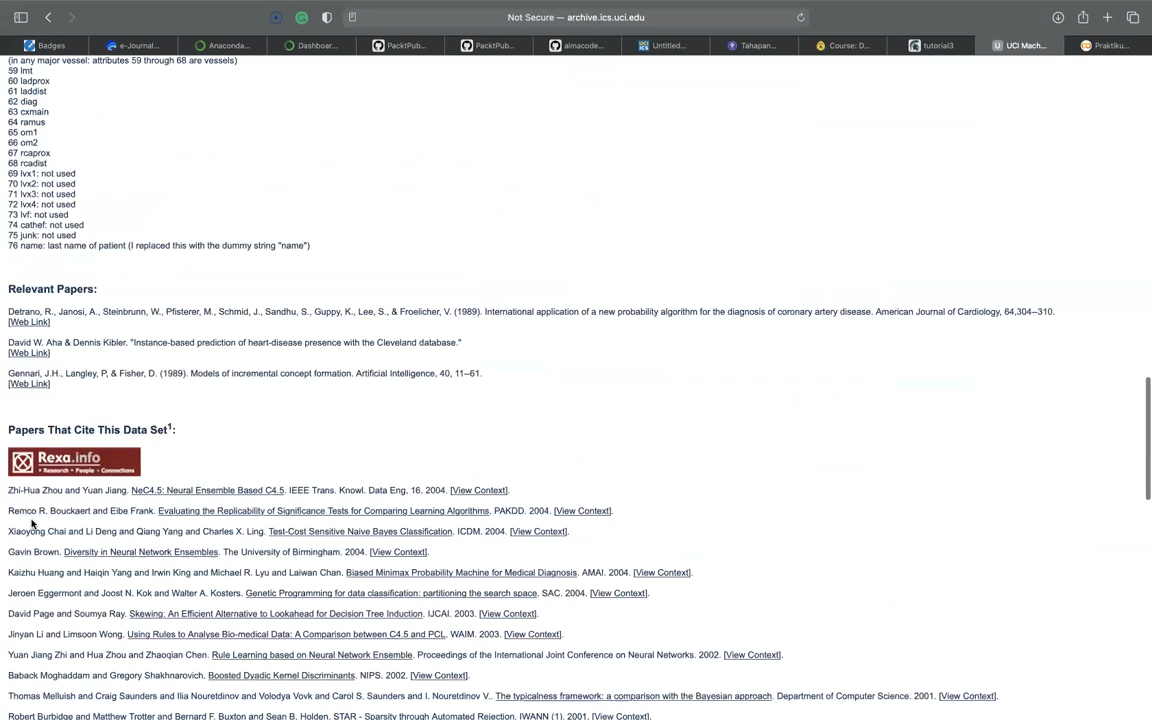 Not Secure — archive.ics.uci.edu
Badges
e-Journal...
Anaconda...
Dashboar...
PacktPub...
PacktPub...
aimacode...
Untitled...
Tahapan...
Course: D...
tutorial3
UCI Mach...
Praktiku...
(in any major vessel: attributes 59 through 68 are vessels)
59 lmt
60 ladprox
61 laddist
62 diag
63 cxmain
64 ramus
65 om1
66 om2
67 rcaprox
68 rcadist
69 lvx1: not used
70 lvx2: not used
71 lvx3: not used
72 lvx4: not used
73 lvf: not used
74 cathef: not used
75 junk: not used
76 name: last name of patient (I replaced this with the dummy string "name")
Relevant Papers:
Detrano, R., Janosi, A., Steinbrunn, W., Pfisterer, M., Schmid, J., Sandhu, S., Guppy, K., Lee, S., & Froelicher, V. (1989). International application of a new probability algorithm for the diagnosis of coronary artery disease. American Journal of Cardiology, 64,304--310.
[Web Link]
David W. Aha & Dennis Kibler. "Instance-based prediction of heart-disease presence with the Cleveland database."
[Web Link]
Gennari, J.H., Langley, P, & Fisher, D. (1989). Models of incremental concept formation. Artificial Intelligence, 40, 11--61.
[Web Link]
Papers That Cite This Data Set1:
Rexa.info
Research • People • Connections
Zhi-Hua Zhou and Yuan Jiang. NeC4.5: Neural Ensemble Based C4.5. IEEE Trans. Knowl. Data Eng, 16. 2004. [View Context].
Remco R. Bouckaert and Eibe Frank. Evaluating the Replicability of Significance Tests for Comparing Learning Algorithms. PAKDD. 2004. [View Context].
Xiaoyong Chai and Li Deng and Qiang Yang and Charles X. Ling. Test-Cost Sensitive Naive Bayes Classification. ICDM. 2004. [View Context].
Gavin Brown. Diversity in Neural Network Ensembles. The University of Birmingham. 2004. [View Context].
Kaizhu Huang and Haiqin Yang and Irwin King and Michael R. Lyu and Laiwan Chan. Biased Minimax Probability Machine for Medical Diagnosis. AMAI. 2004. [View Context].
Jeroen Eggermont and Joost N. Kok and Walter A. Kosters. Genetic Programming for data classification: partitioning the search space. SAC. 2004. [View Context].
David Page and Soumya Ray. Skewing: An Efficient Alternative to Lookahead for Decision Tree Induction. IJCAI. 2003. [View Context].
Jinyan Li and Limsoon Wong. Using Rules to Analyse Bio-medical Data: A Comparison between C4.5 and PCL. WAIM. 2003. [View Context].
Yuan Jiang Zhi and Hua Zhou and Zhaoqian Chen. Rule Learning based on Neural Network Ensemble. Proceedings of the International Joint Conference on Neural Networks. 2002. [View Context].
Baback Moghaddam and Gregory Shakhnarovich. Boosted Dyadic Kernel Discriminants. NIPS. 2002. [View Context].
Thomas Melluish and Craig Saunders and Ilia Nouretdinov and Volodya Vovk and Carol S. Saunders and I. Nouretdinov V.. The typicalness framework: a comparison with the Bayesian approach. Department of Computer Science. 2001. [View Context].
Robert Burbidge and Matthew Trotter and Bernard F. Buxton and Sean B. Holden. STAR - Sparsity through Automated Rejection. IWANN (1). 2001. [View Context].